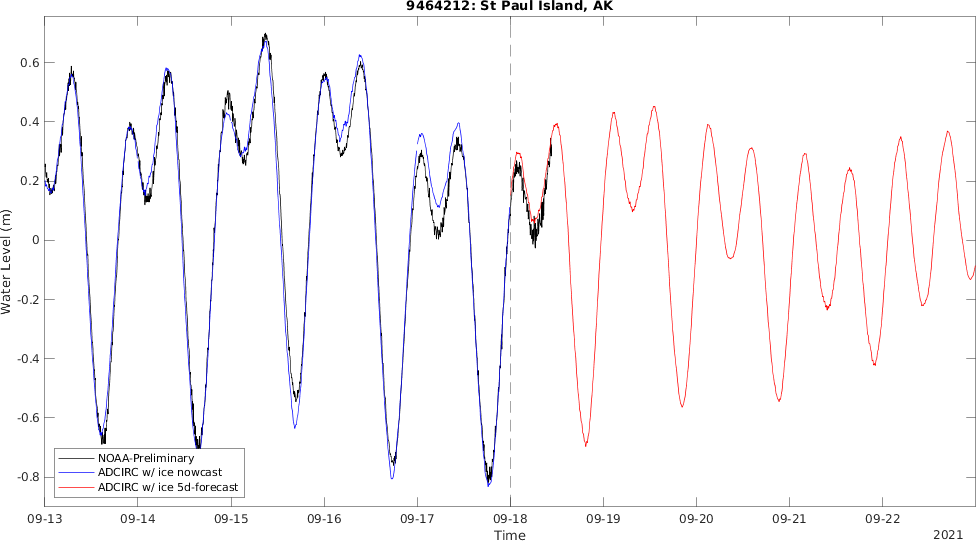 9464212: St Paul Island, AK
Water Level (m)
0.6
0.4
0.2
0
-0.2
-0.4
-0.6
-0.8
NOAA-Preliminary
ADCIRC w/ ice nowcast
ADCIRC w/ ice 5d-forecast
09-13 09-14 09-15 09-16 09-17 09-18 09-19 09-20 09-21 09-22
Time
2021